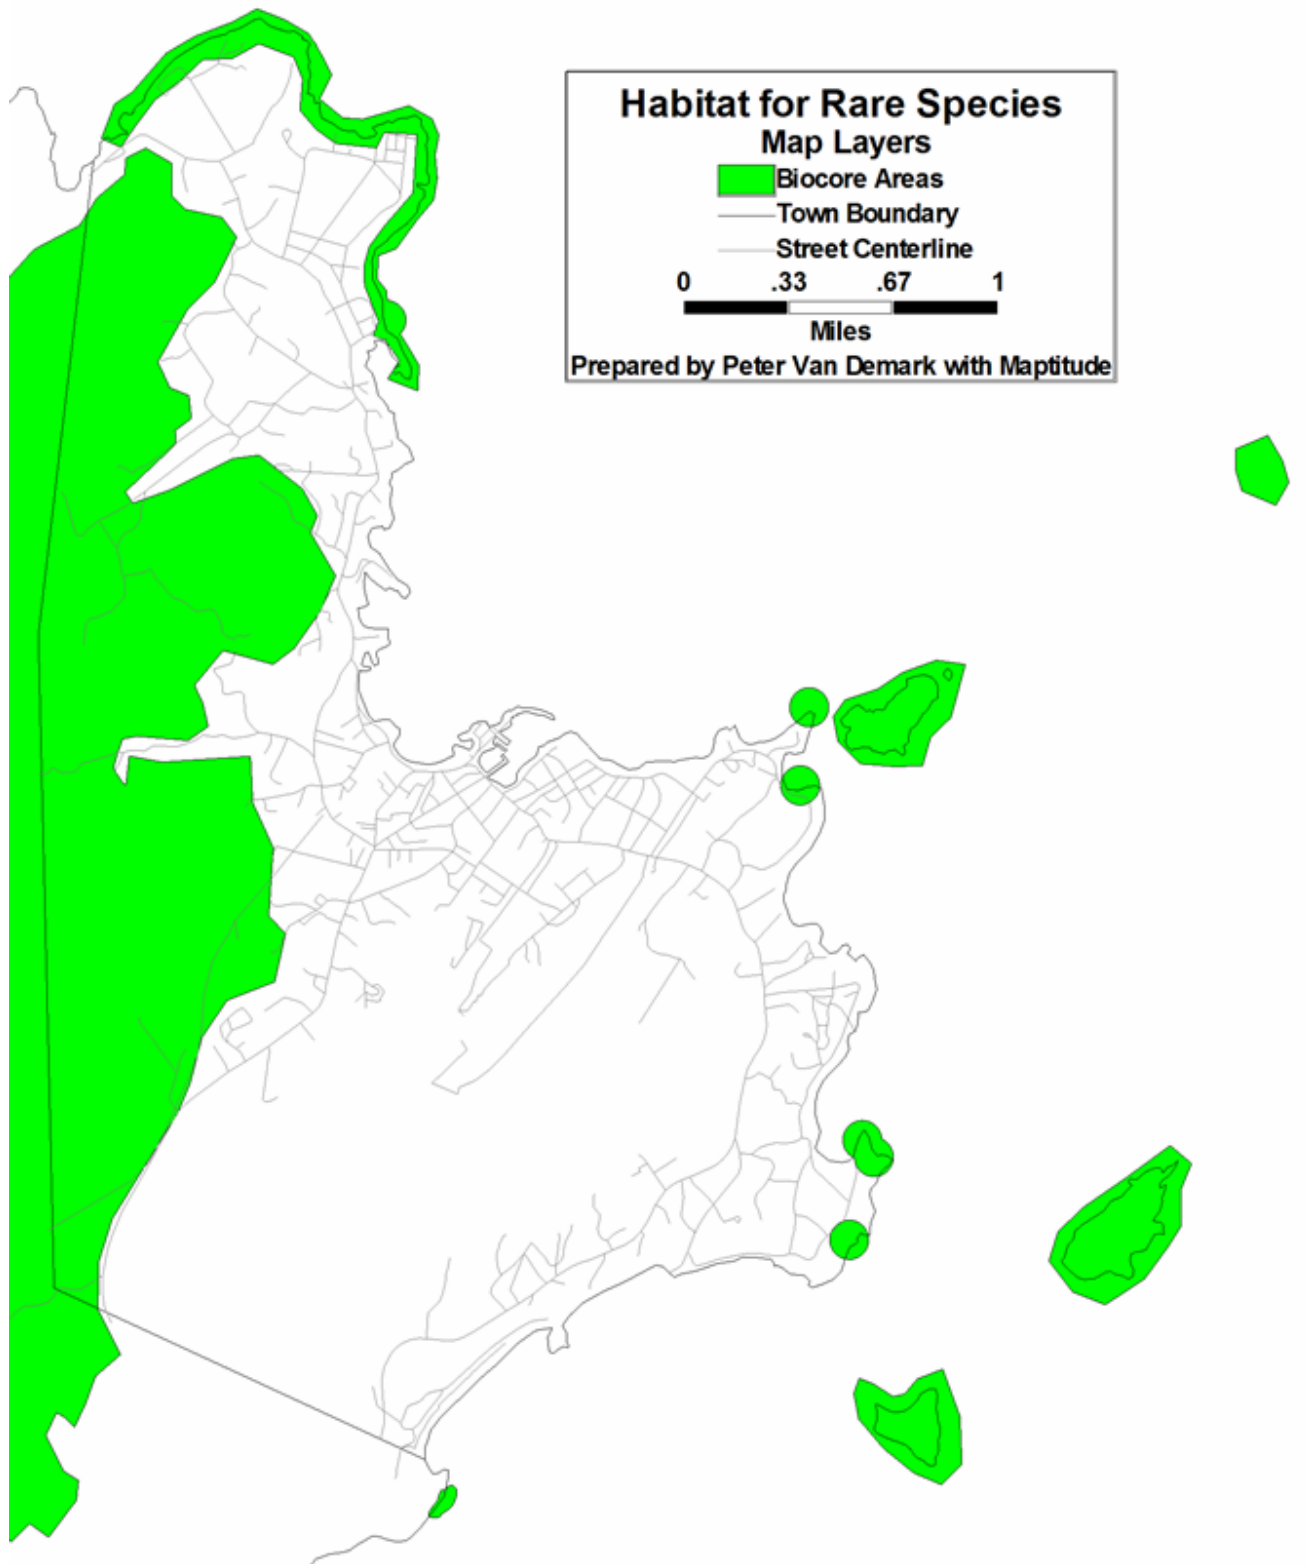 Habitat for Rare Species
Map Layers
Biocore Areas
Town Boundary
Street Centerline
0 .33 .67 1
Miles
Prepared by Peter Van Demark with Maptitude